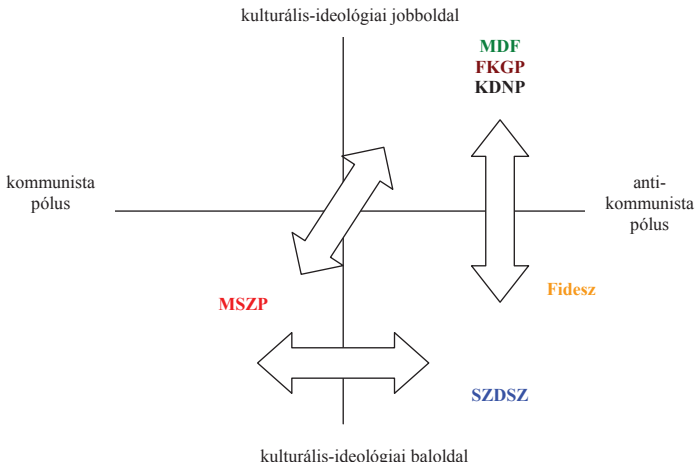 kulturális-ideológiai jobboldal
MDF
FKGP
KDNP
kommunista
pólus
anti-
kommunista
pólus
MSZP
Fidesz
SZDSZ
kulturális-ideológiai baloldal